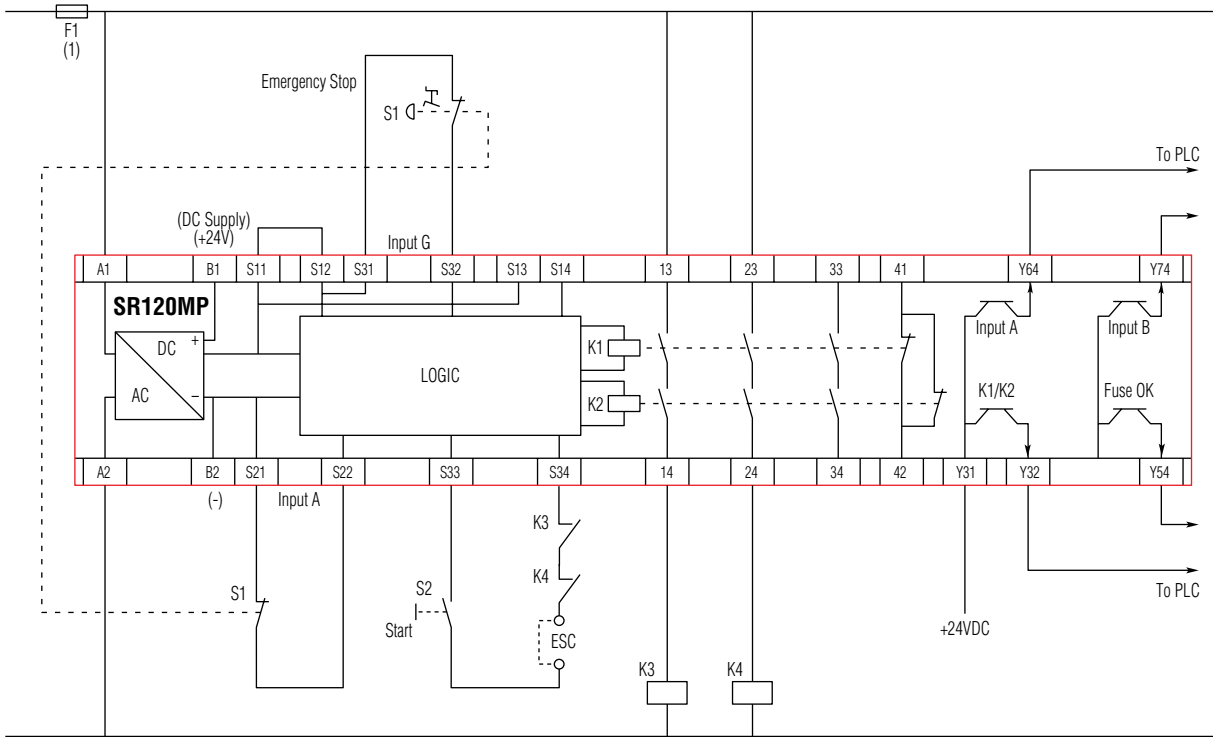 F1
(1)
Emergency Stop
S1
To PLC
(DC Supply)
(+24V)
Input G
A1 B1 S11 S12 S31 S32 S13 S14 13 23 33 41 Y64 Y74
SR120MP
DC +
AC −
LOGIC
K1
K2
Input A
Input B
K1/K2
Fuse OK
A2 B2 S21 S22 S33 S34 14 24 34 42 Y31 Y32 Y54
(-)
Input A
K3
K4
S1
S2
Start
ESC
To PLC
+24VDC
K3
K4